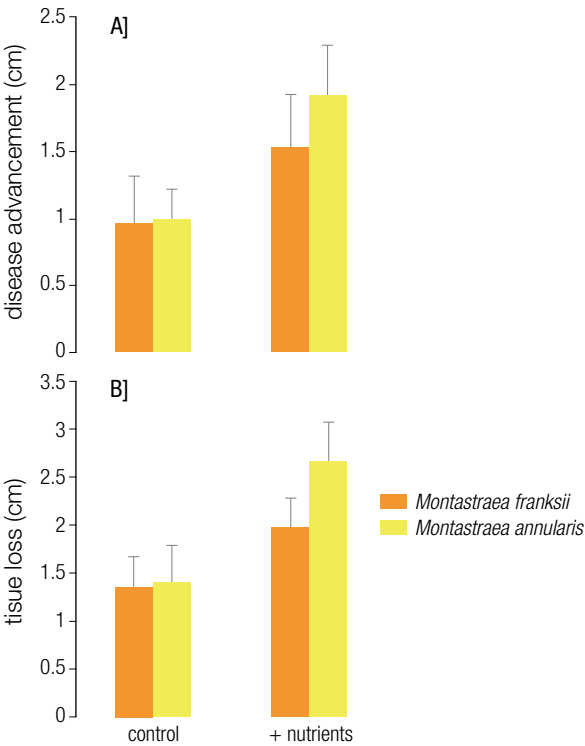 A]
disease advancement (cm)
2.5
2
1.5
1
0.5
0
B]
tisue loss (cm)
3.5
3
2.5
2
1.5
1
0.5
0
Montastraea franksii
Montastraea annularis
control
+ nutrients